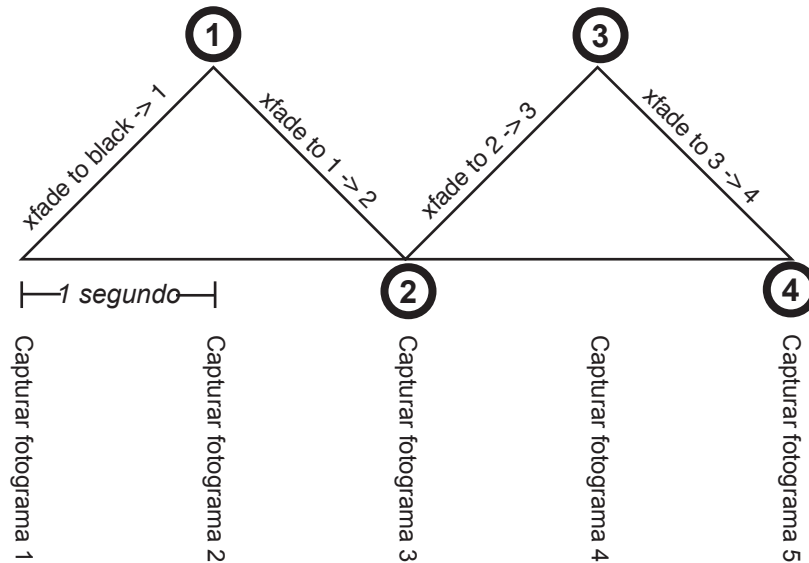 1
3
xfade to black -> 1
xfade to 1 -> 2
xfade to 2 -> 3
xfade to 3 -> 4
1 segundo
2
4
Capturar fotograma 1
Capturar fotograma 2
Capturar fotograma 3
Capturar fotograma 4
Capturar fotograma 5